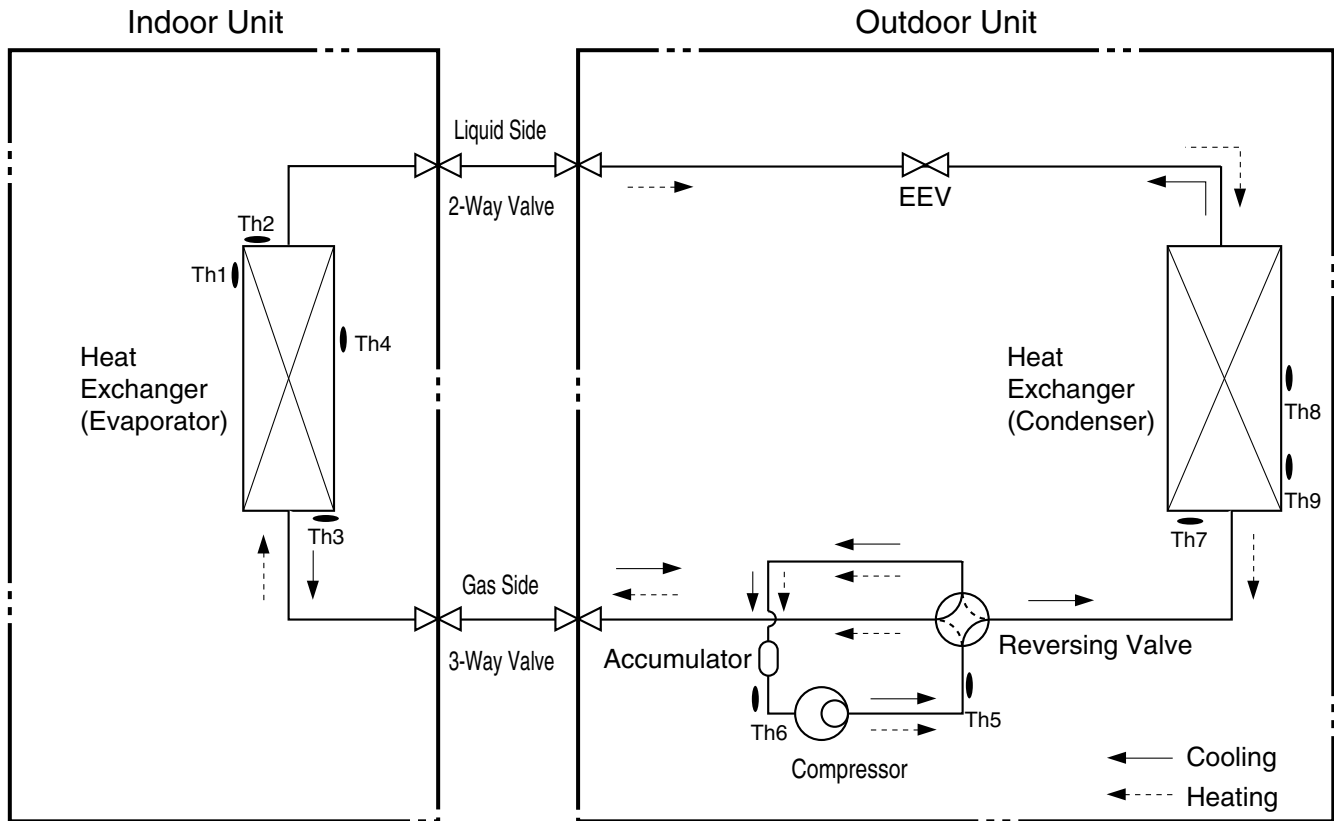 Indoor Unit
Outdoor Unit
Liquid Side
2-Way Valve
EEV
Th2
Th1
Th4
Heat
Exchanger
(Evaporator)
Heat
Exchanger
(Condenser)
Th8
Th9
Th3
Th7
Gas Side
3-Way Valve
Accumulator
Reversing Valve
Th6
Th5
Compressor
Cooling
Heating